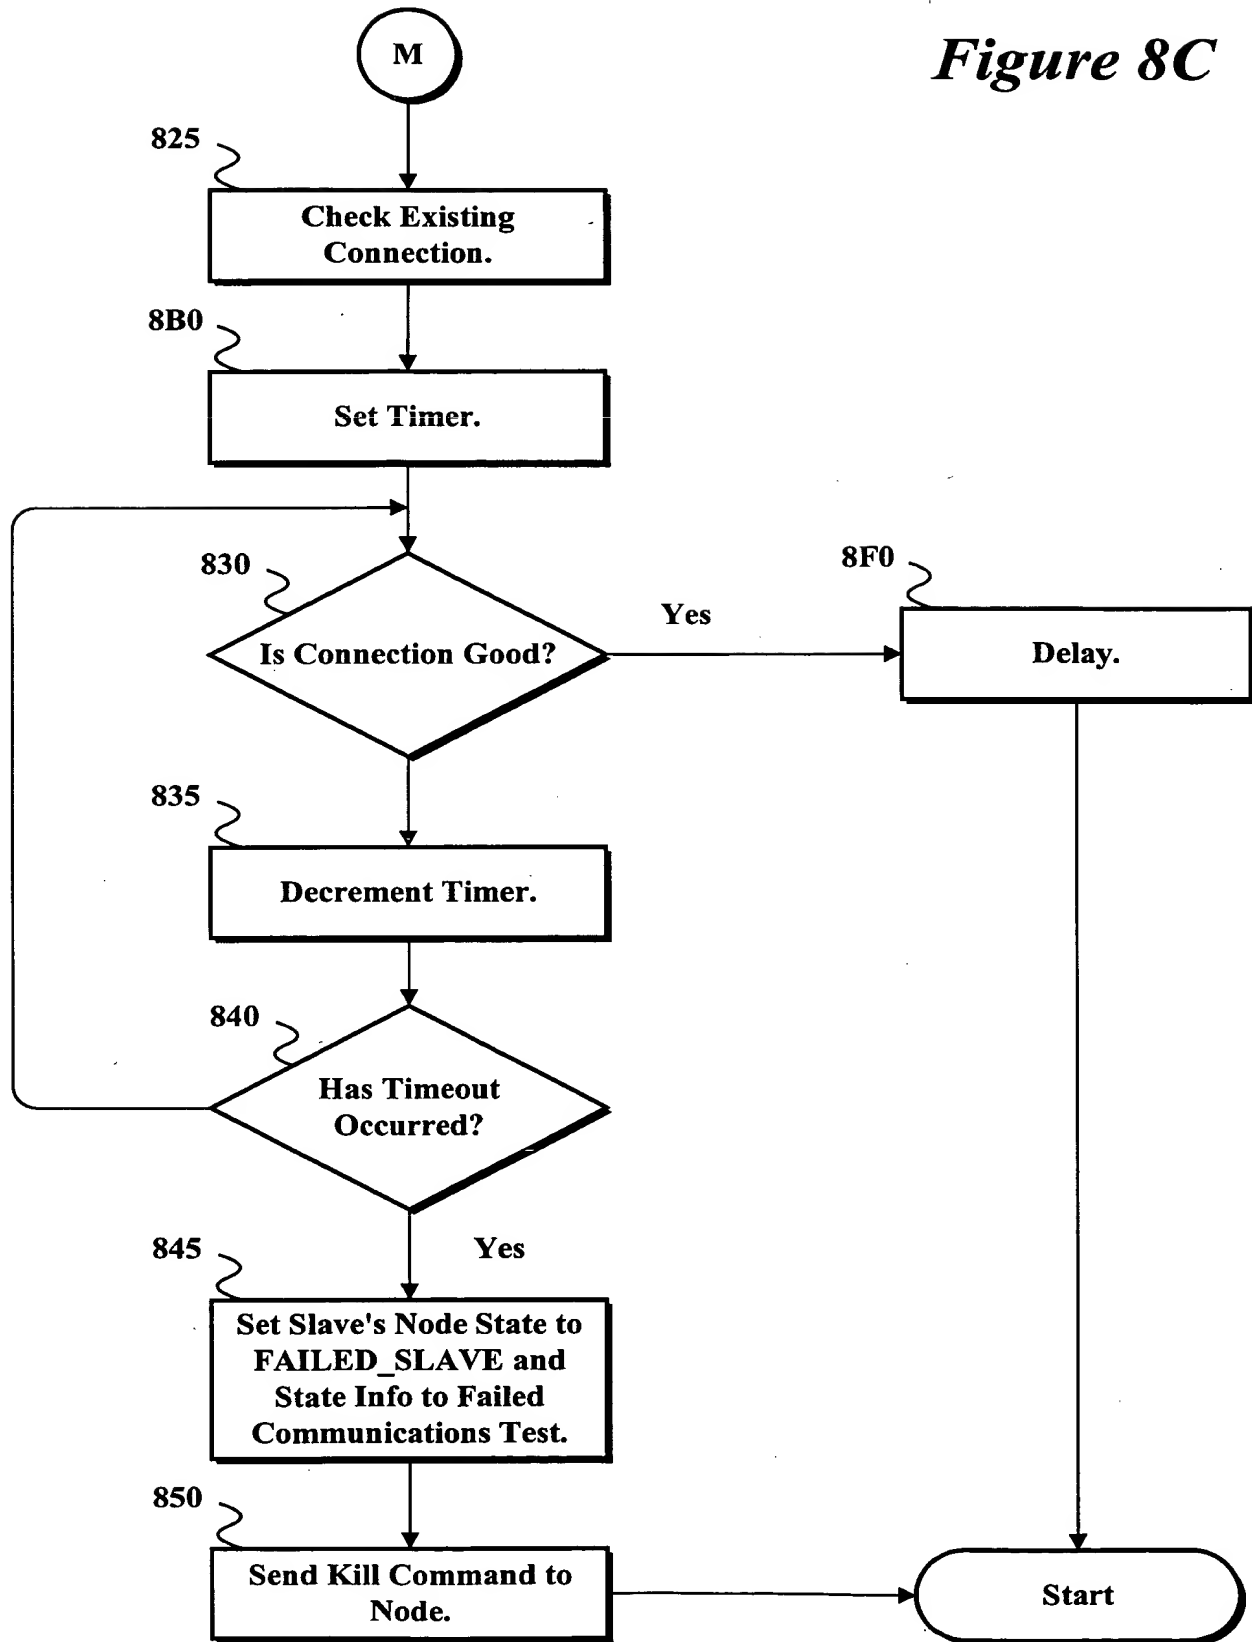 Figure 8C
M
825
Check Existing
Connection.
8B0
Set Timer.
830
Is Connection Good?
Yes
8F0
Delay.
835
Decrement Timer.
840
Has Timeout
Occurred?
Yes
845
Set Slave's Node State to
FAILED_SLAVE and
State Info to Failed
Communications Test.
850
Send Kill Command to
Node.
Start